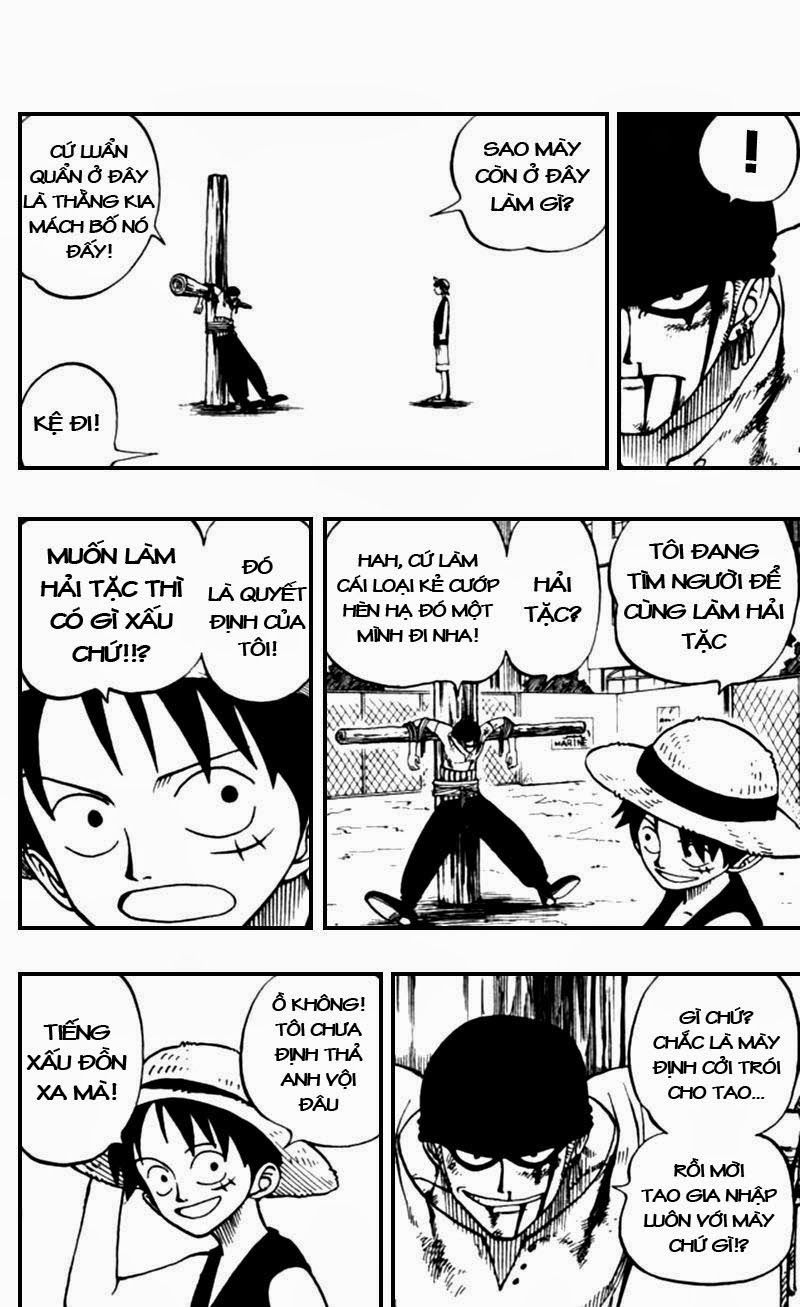 !
SAO MÀY
CÒN Ở ĐÂY
LÀM GÌ?
CỨ LUẨN
QUẨN Ở ĐÂY
LÀ THẰNG KIA
MÁCH BỐ NÓ
ĐẤY!
KỆ ĐI!
TÔI ĐANG
TÌM NGƯỜI ĐỂ
CÙNG LÀM HẢI
TẶC
HẢI
TẶC?
HAH, CỨ LÀM
CÁI LOẠI KẺ CƯỚP
HÈN HẠ ĐÓ MỘT
MÌNH ĐI NHA!
MARINE
ĐÓ
LÀ QUYẾT
ĐỊNH CỦA
TÔI!
MUỐN LÀM
HẢI TẶC THÌ
CÓ GÌ XẤU
CHỨ!!?
GÌ CHỨ?
CHẮC LÀ MÀY
ĐỊNH CỞI TRÓI
CHO TAO...
RỒI MỜI
TAO GIA NHẬP
LUÔN VỚI MÀY
CHỨ GÌ!?
Ồ KHÔNG!
TÔI CHƯA
ĐỊNH THẢ
ANH VỘI
ĐÂU
TIẾNG
XẤU ĐỒN
XA MÀ!